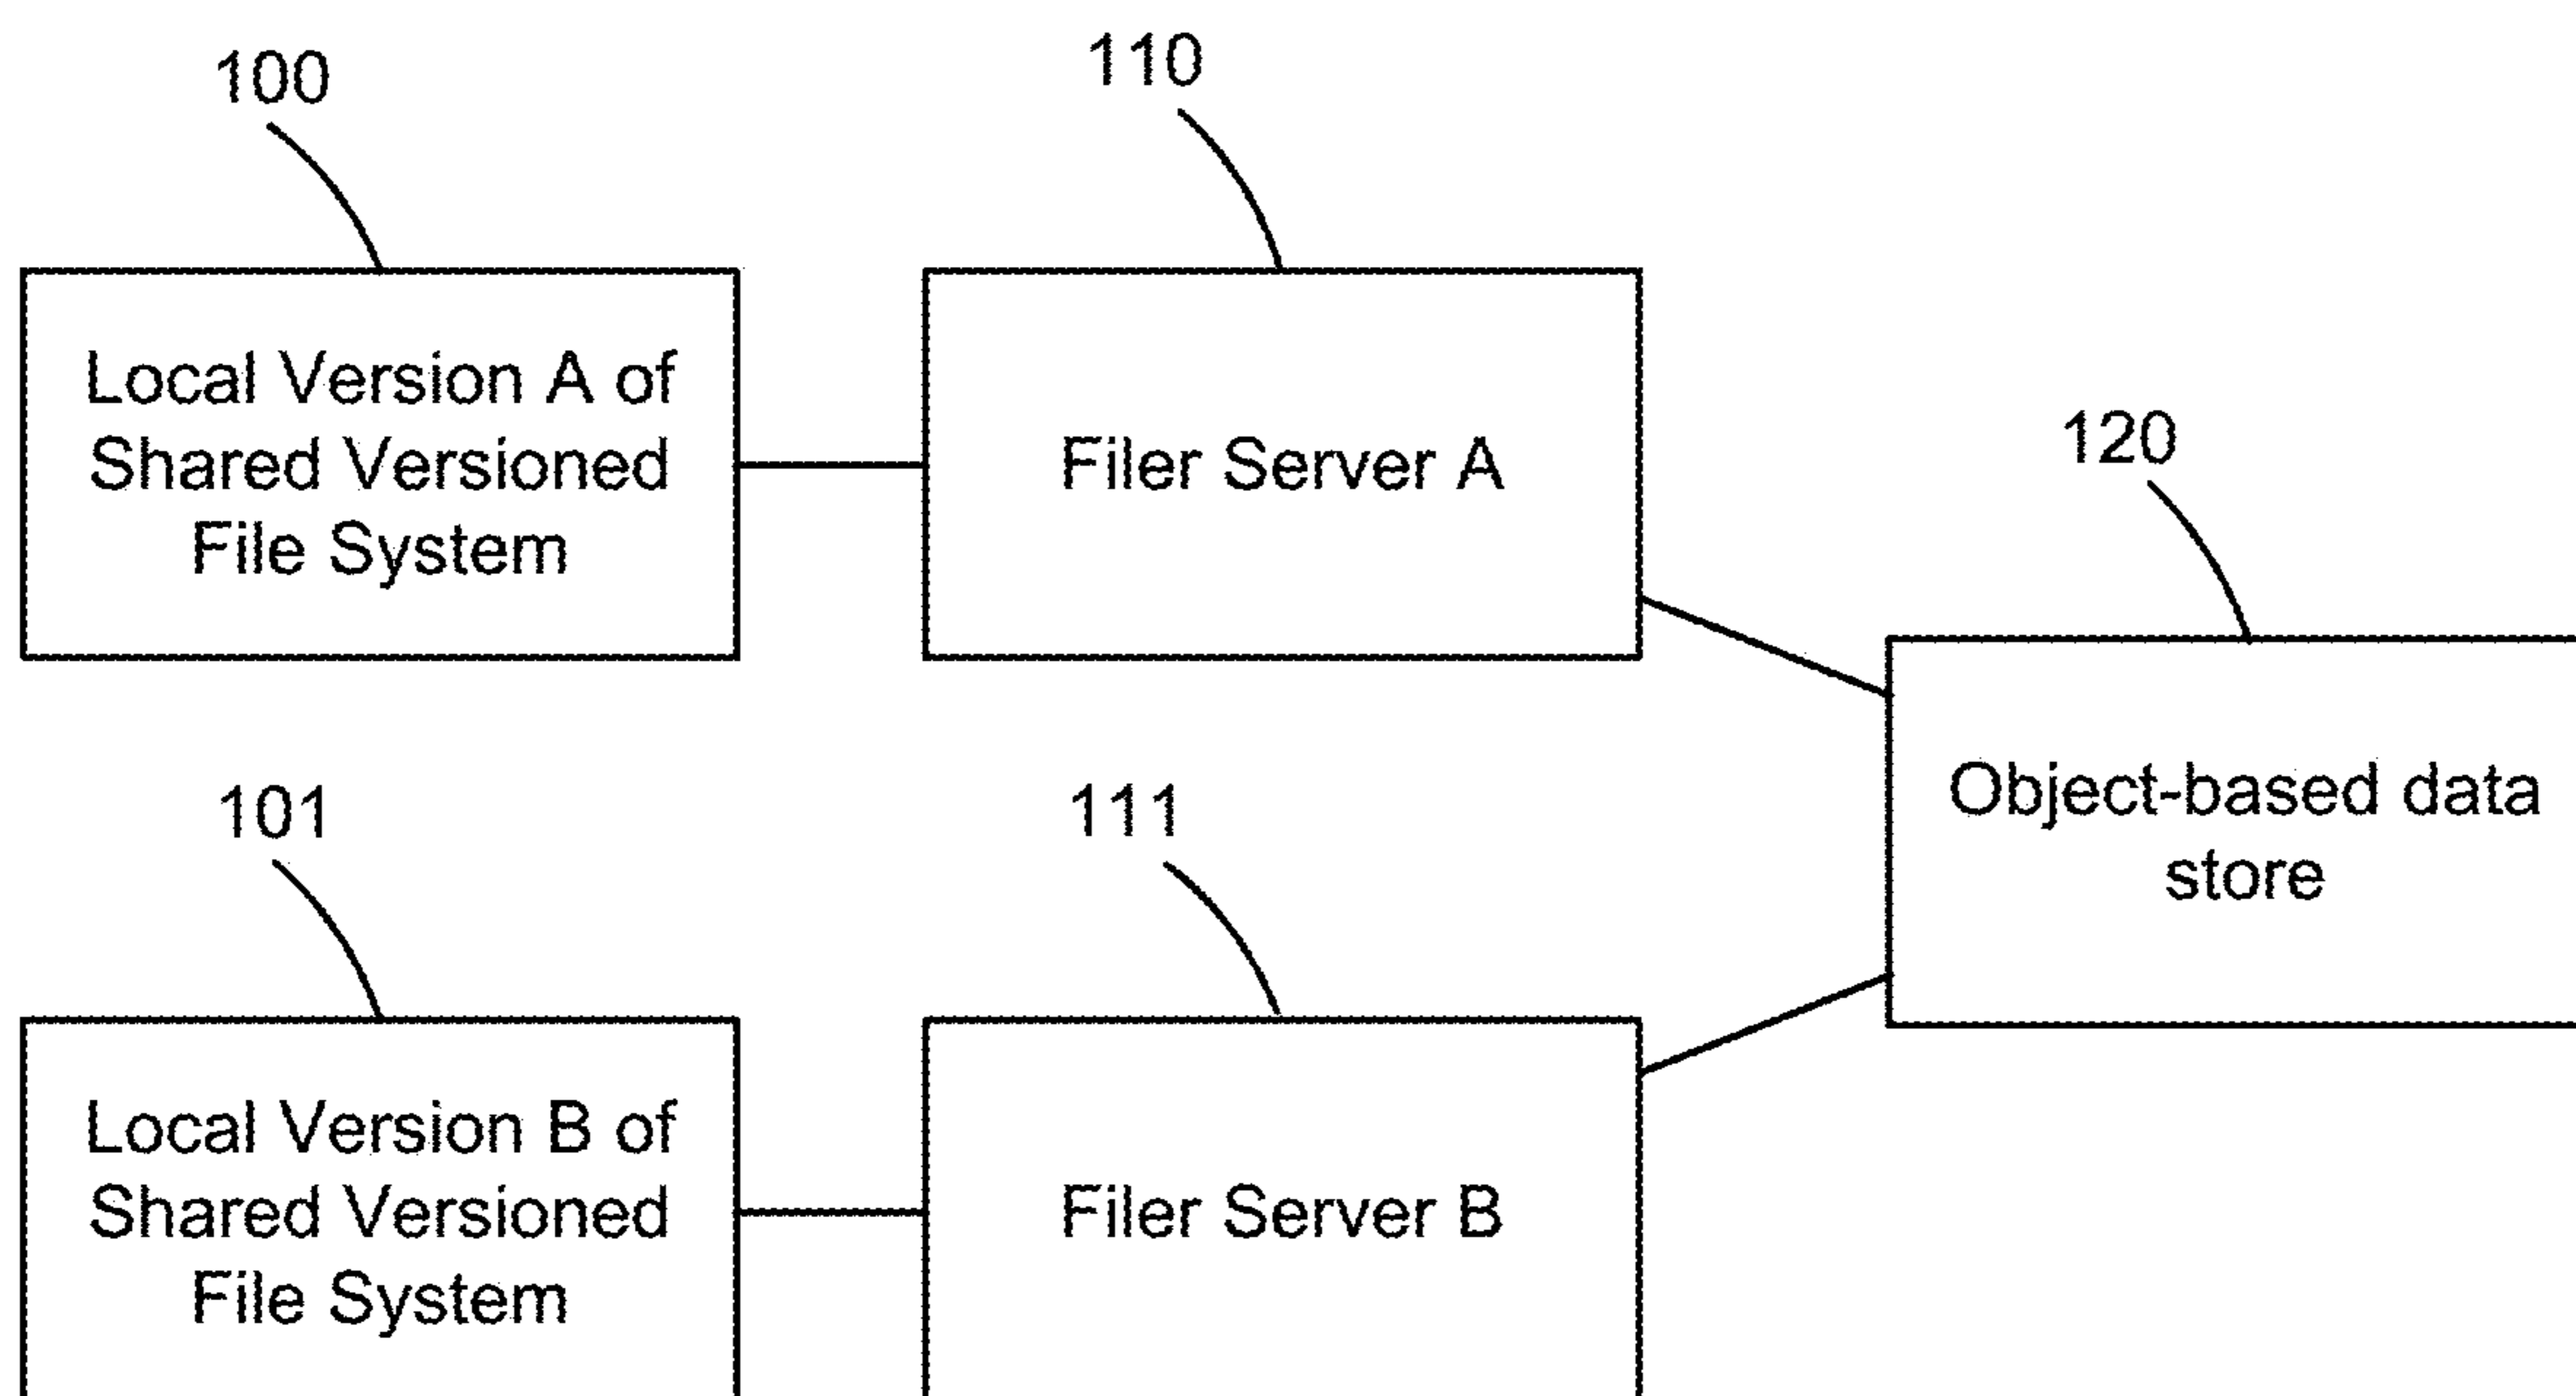 100
110
Local Version A of
Shared Versioned
File System
Filer Server A
120
Object-based data
store
101
111
Local Version B of
Shared Versioned
File System
Filer Server B